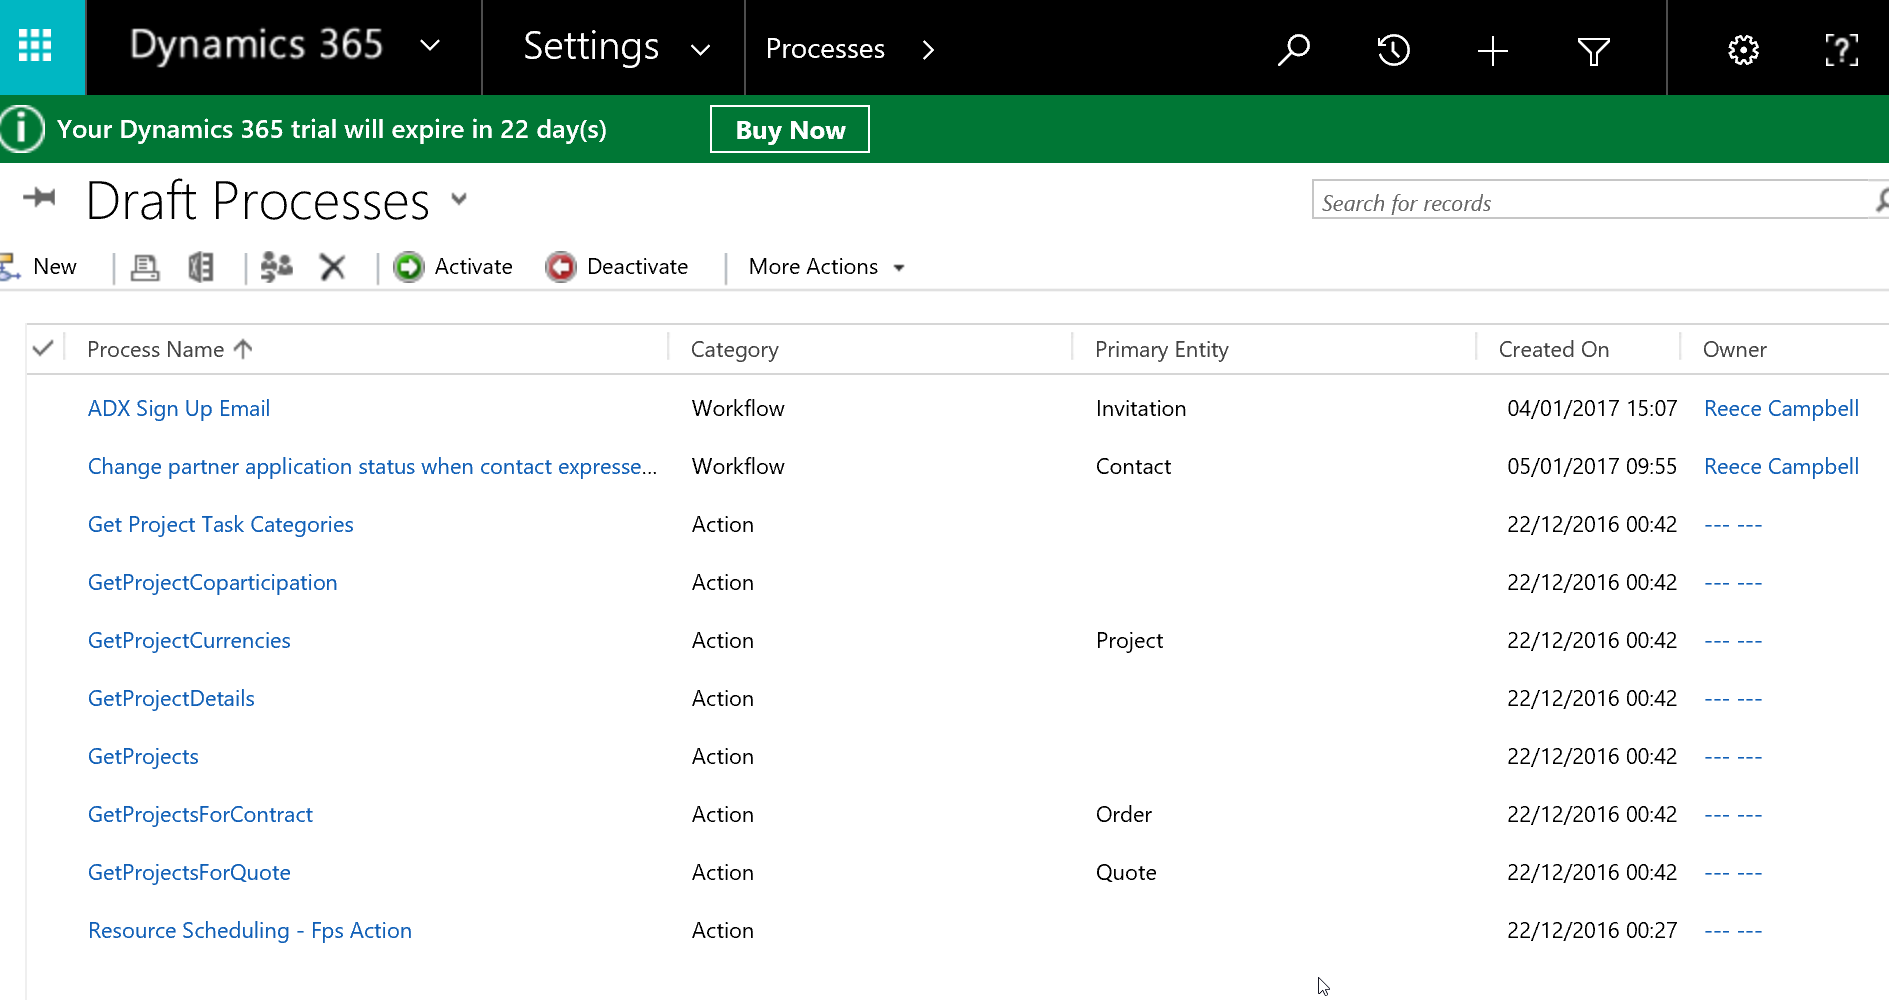 Dynamics 365 Settings Processes
Your Dynamics 365 trial will expire in 22 day(s) Buy Now
Draft Processes Search for records
New Activate Deactivate More Actions
Process Name Category Primary Entity Created On Owner
ADX Sign Up Email Workflow Invitation 04/01/2017 15:07 Reece Campbell
Change partner application status when contact expresse... Workflow Contact 05/01/2017 09:55 Reece Campbell
Get Project Task Categories Action 22/12/2016 00:42 --- ---
GetProjectCoparticipation Action 22/12/2016 00:42 --- ---
GetProjectCurrencies Action Project 22/12/2016 00:42 --- ---
GetProjectDetails Action 22/12/2016 00:42 --- ---
GetProjects Action 22/12/2016 00:42 --- ---
GetProjectsForContract Action Order 22/12/2016 00:42 --- ---
GetProjectsForQuote Action Quote 22/12/2016 00:42 --- ---
Resource Scheduling - Fps Action Action 22/12/2016 00:27 --- ---